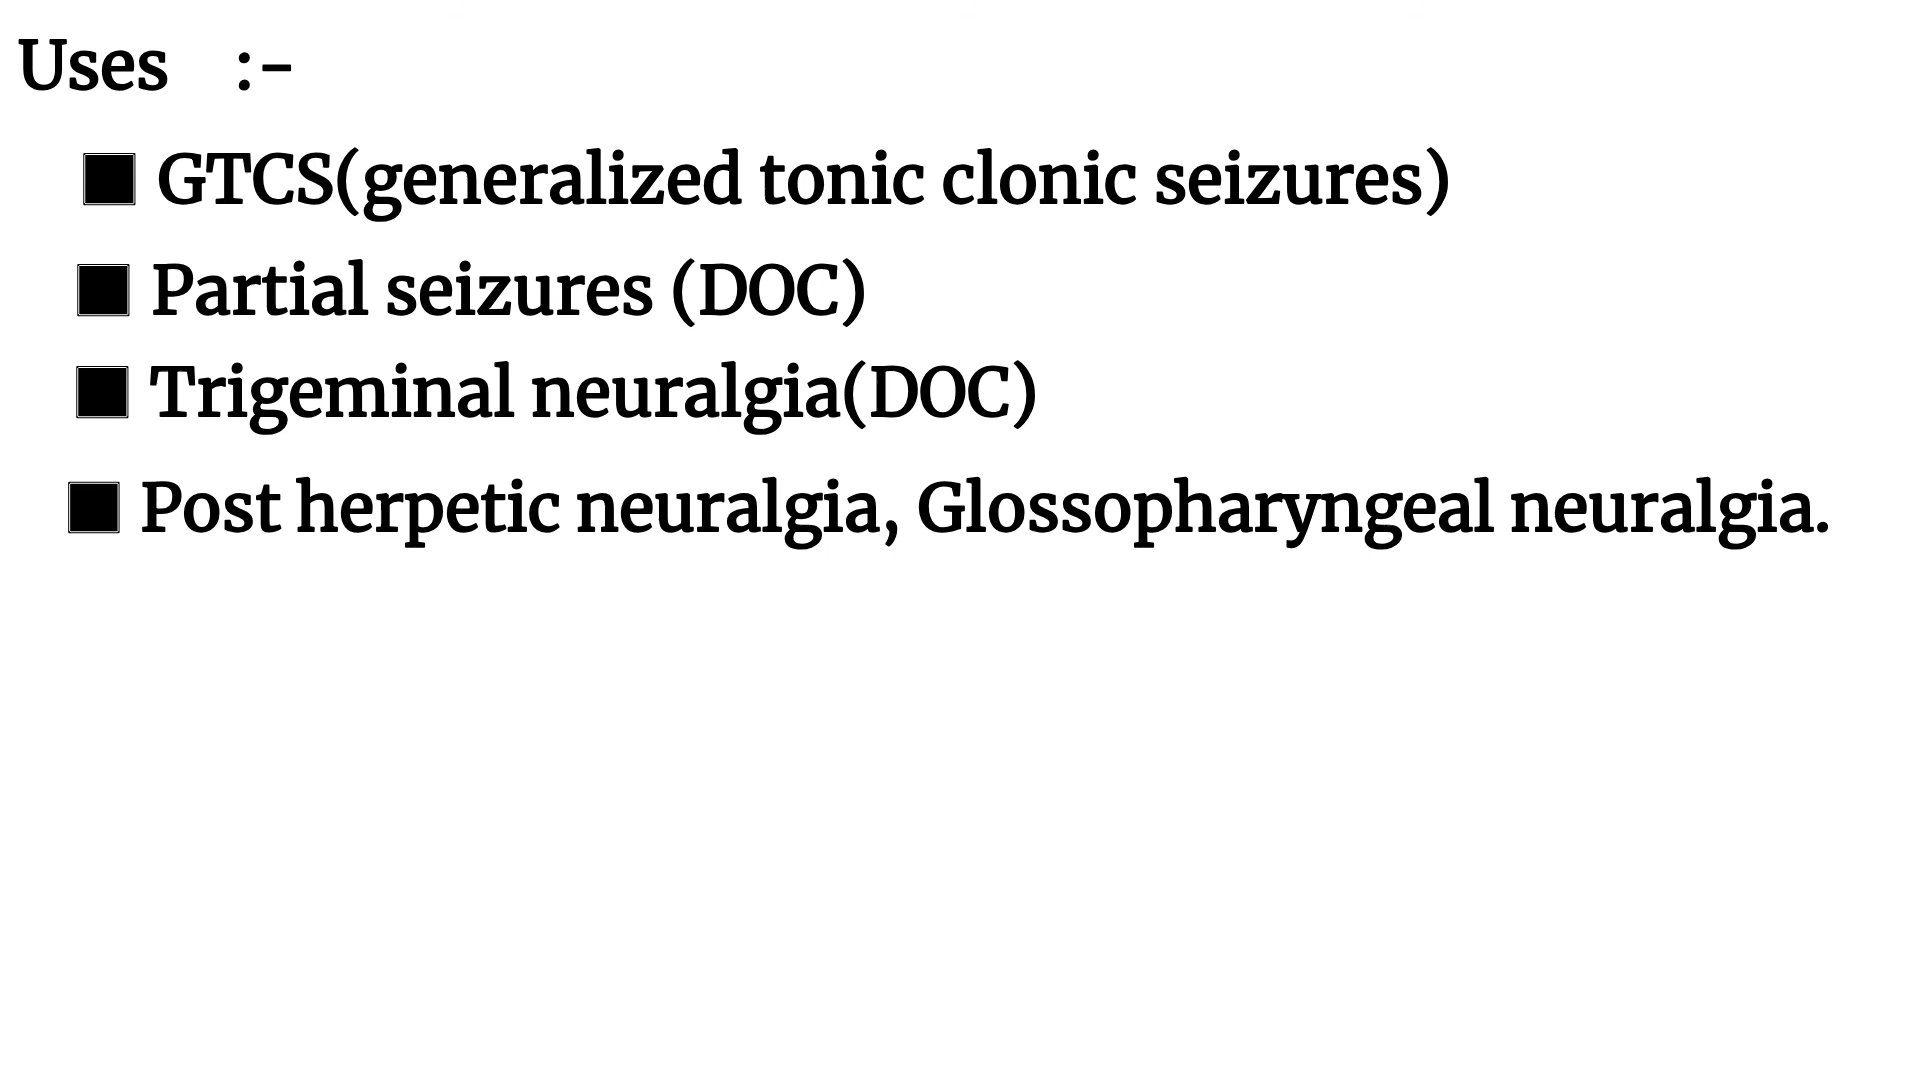 Uses :-
■ GTCS(generalized tonic clonic seizures)
■ Partial seizures (DOC)
■ Trigeminal neuralgia(DOC)
■ Post herpetic neuralgia, Glossopharyngeal neuralgia.